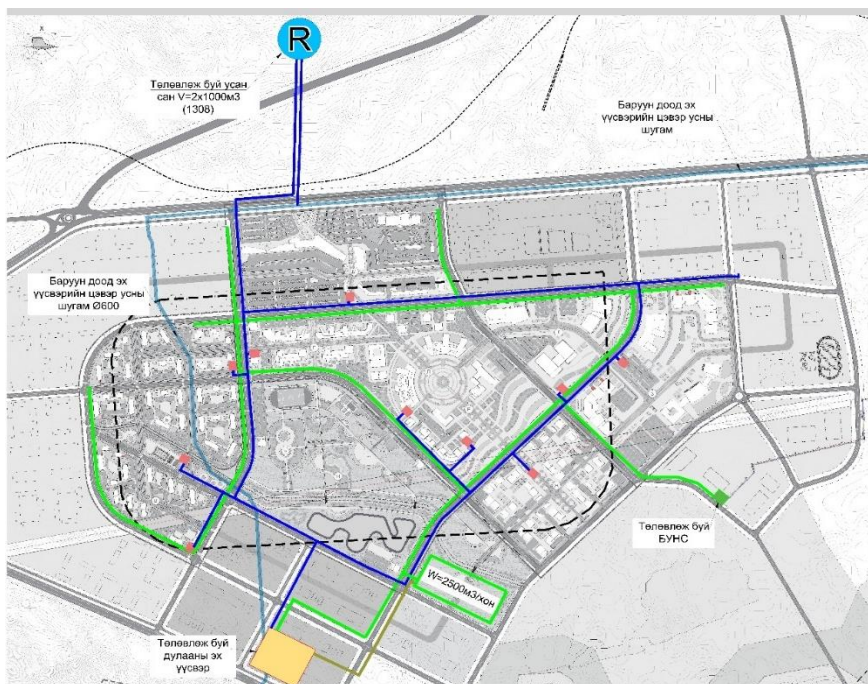 R
Төлөвлөж буй усан
сан V=2x1000м3
(1308)
Баруун доод эх
үүсвэрийн цэвэр усны
шугам
Баруун доод эх
үүсвэрийн цэвэр усны
шугам Ø600
Төлөвлөж буй
БУНС
W=2500м3/хон
Төлөвлөж буй
дулааны эх
үүсвэр